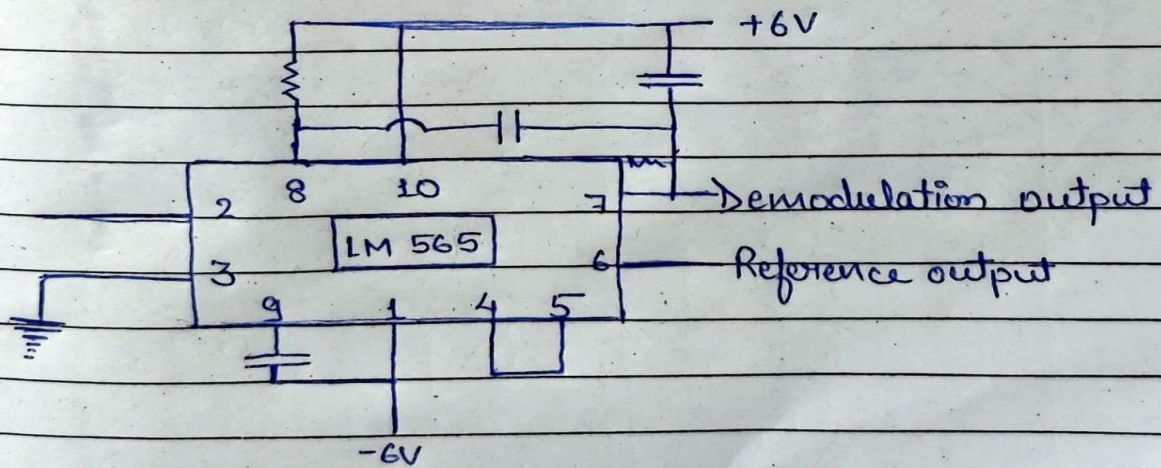 +6V
8 10
2 7 Demodulation output
LM 565
3 6 Reference output
9 1 4 5
-6V